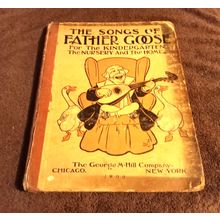 THE SONGS OF
FATHER GOOSE
For The KINDERGARTEN
The NURSERY And The HOME
The George M. Hill Company
CHICAGO. NEW YORK
1900